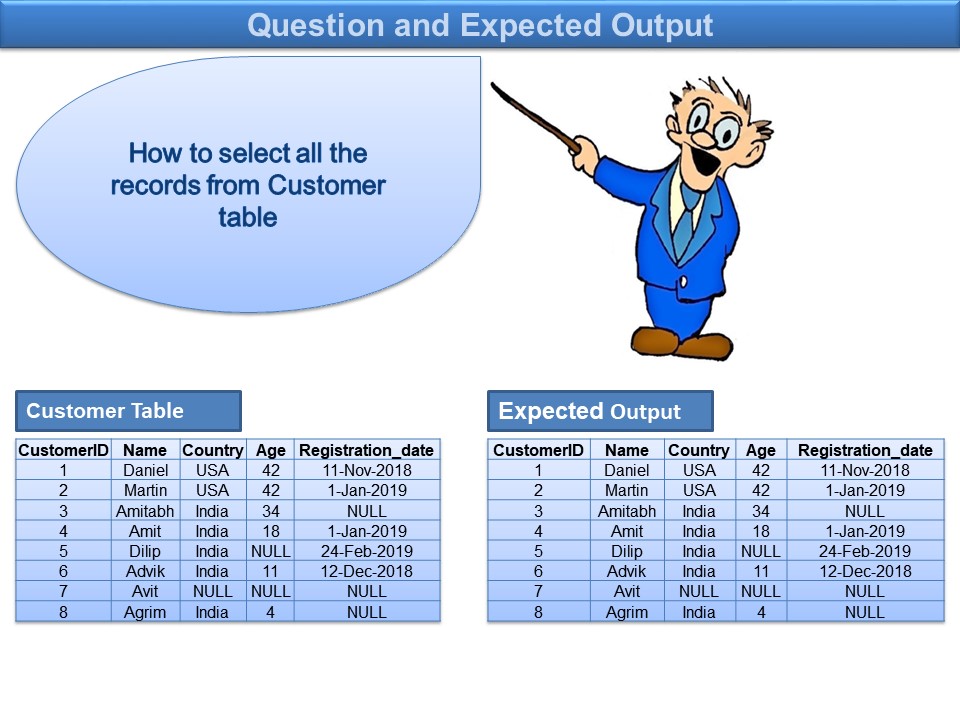 Question and Expected Output
How to select all the
records from Customer
table
Customer Table
CustomerID Name Country Age Registration_date
1 Daniel USA 42 11-Nov-2018
2 Martin USA 42 1-Jan-2019
3 Amitabh India 34 NULL
4 Amit India 18 1-Jan-2019
5 Dilip India NULL 24-Feb-2019
6 Advik India 11 12-Dec-2018
7 Avit NULL NULL NULL
8 Agrim India 4 NULL
Expected Output
CustomerID Name Country Age Registration_date
1 Daniel USA 42 11-Nov-2018
2 Martin USA 42 1-Jan-2019
3 Amitabh India 34 NULL
4 Amit India 18 1-Jan-2019
5 Dilip India NULL 24-Feb-2019
6 Advik India 11 12-Dec-2018
7 Avit NULL NULL NULL
8 Agrim India 4 NULL